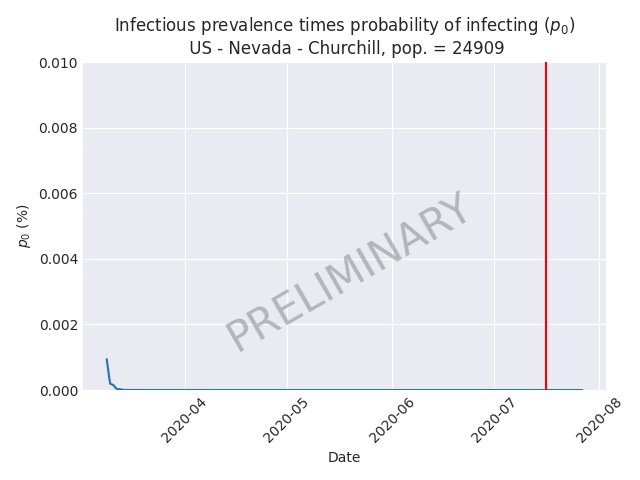 Infectious prevalence times probability of infecting (p₀)
US - Nevada - Churchill, pop. = 24909
0.010
0.008
0.006
0.004
0.002
0.000
p₀ (%)
PRELIMINARY
2020-04
2020-05
2020-06
2020-07
2020-08
Date